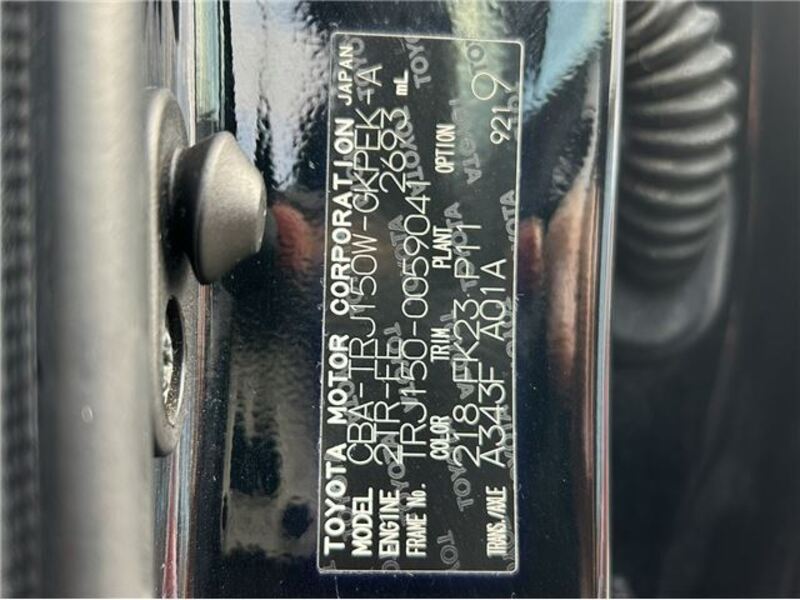 TOYOTA MOTOR CORPORATION JAPAN
MODEL CBA-TRJ150W-GKPEK-A
ENGINE 2TR-FE 2693 mL
FRAME No. TRJ150-0059041
COLOR TRIM PLANT OPTION
218 FK23 P11
TRANS./AXLE A343F A01A 9219